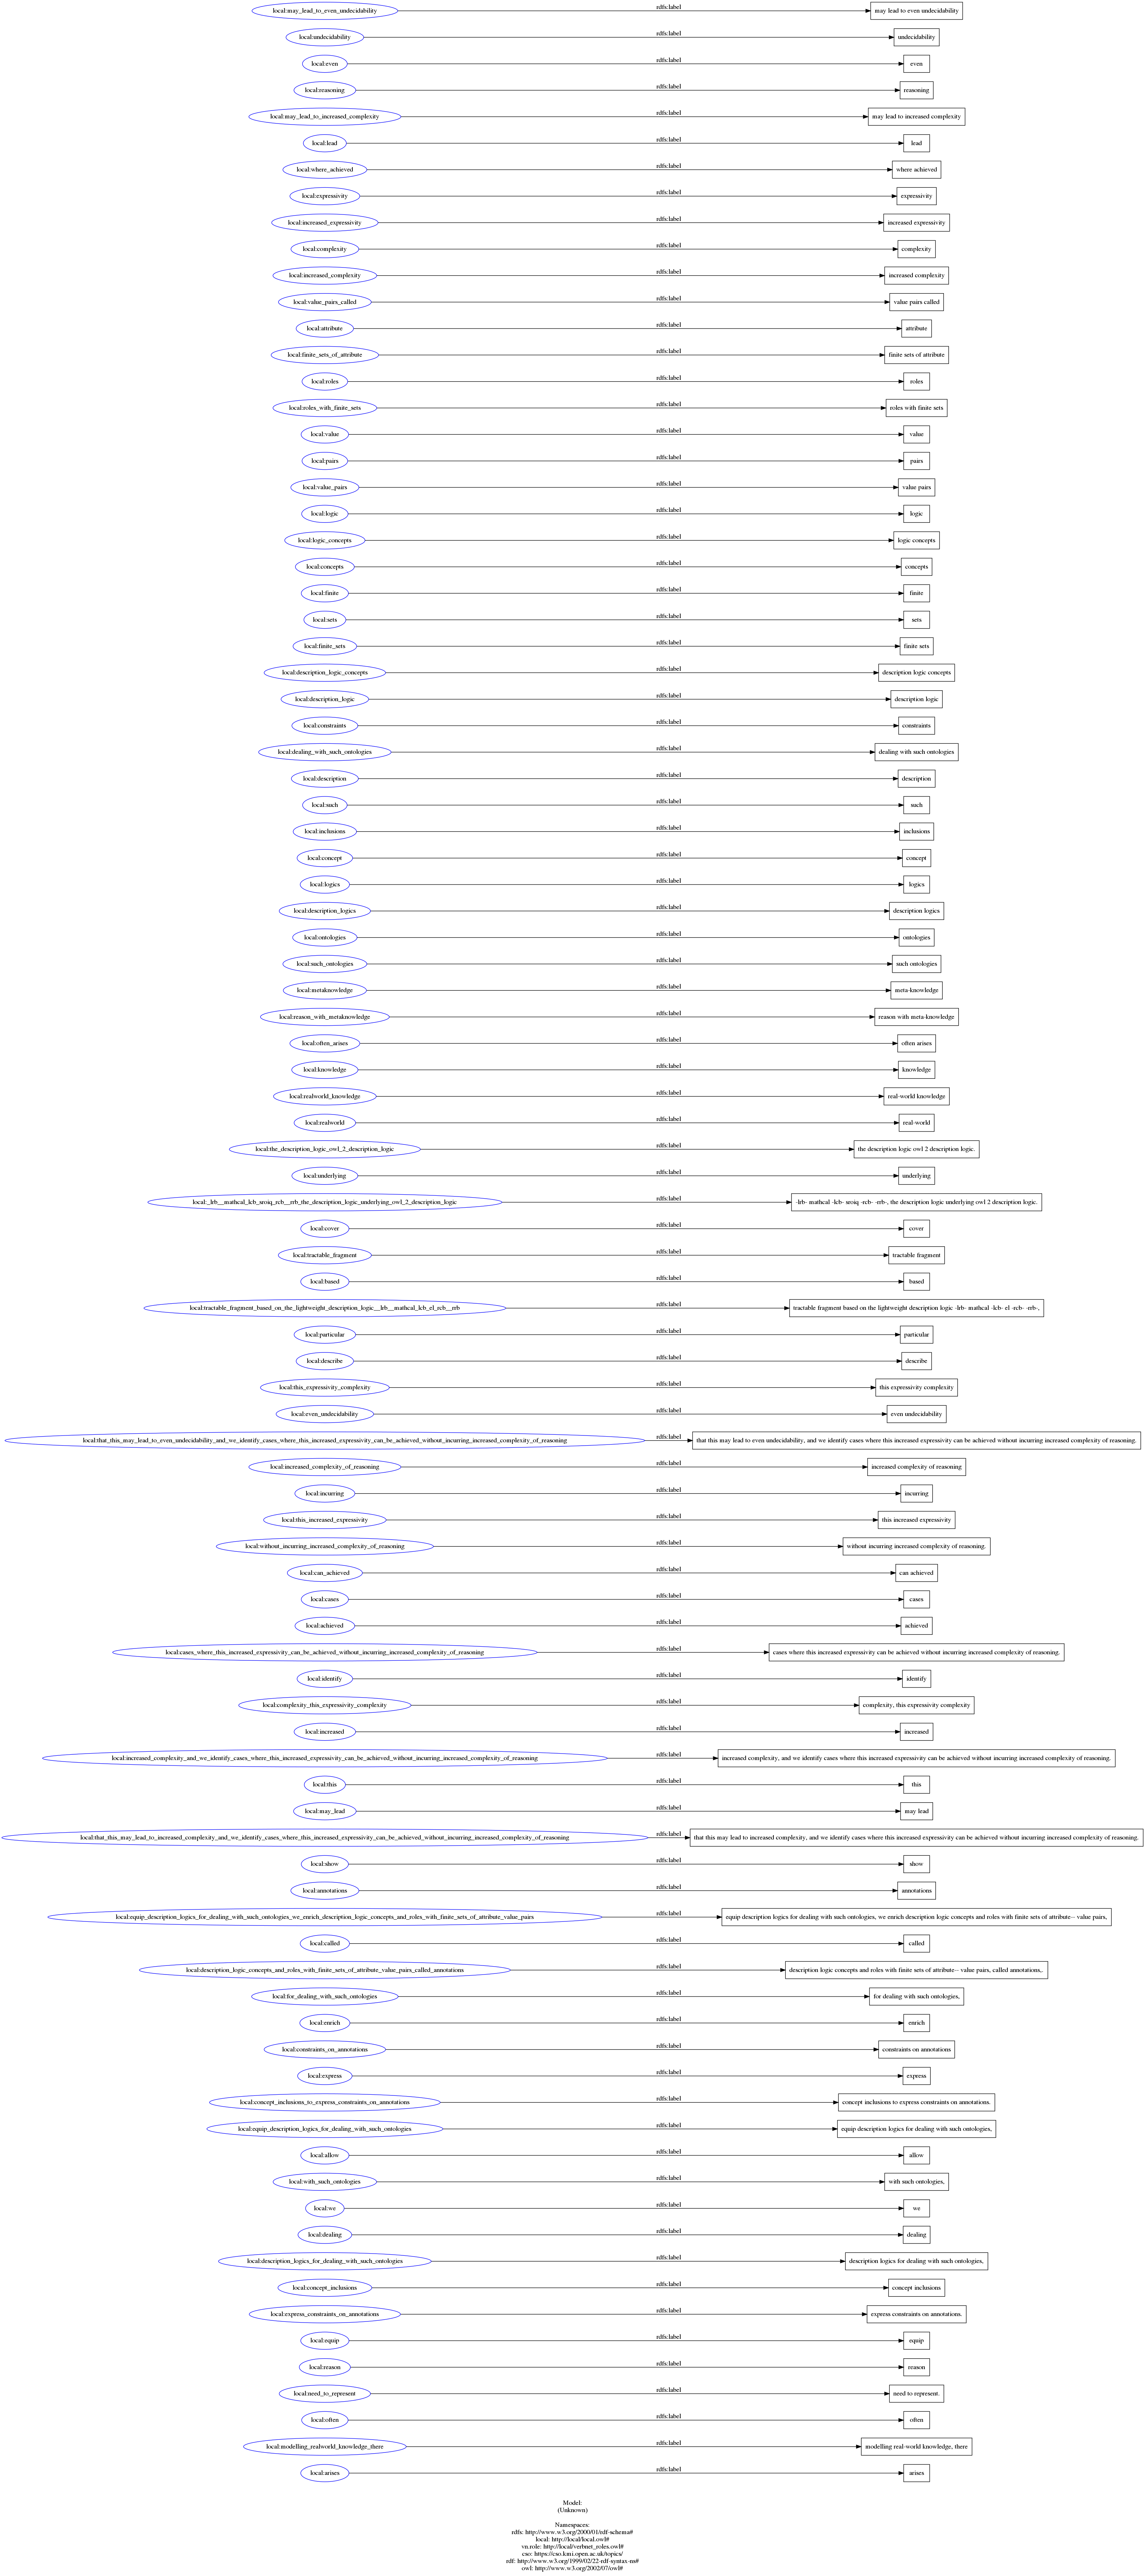 local:may_lead_to_even_undecidability rdfs:label may lead to even undecidability
local:undecidability rdfs:label undecidability
local:even rdfs:label even
local:reasoning rdfs:label reasoning
local:may_lead_to_increased_complexity rdfs:label may lead to increased complexity
local:lead rdfs:label lead
local:where_achieved rdfs:label where achieved
local:expressivity rdfs:label expressivity
local:increased_expressivity rdfs:label increased expressivity
local:complexity rdfs:label complexity
local:increased_complexity rdfs:label increased complexity
local:value_pairs_called rdfs:label value pairs called
local:attribute rdfs:label attribute
local:finite_sets_of_attribute rdfs:label finite sets of attribute
local:roles rdfs:label roles
local:roles_with_finite_sets rdfs:label roles with finite sets
local:value rdfs:label value
local:pairs rdfs:label pairs
local:value_pairs rdfs:label value pairs
local:logic rdfs:label logic
local:logic_concepts rdfs:label logic concepts
local:concepts rdfs:label concepts
local:finite rdfs:label finite
local:sets rdfs:label sets
local:finite_sets rdfs:label finite sets
local:description_logic_concepts rdfs:label description logic concepts
local:description_logic rdfs:label description logic
local:constraints rdfs:label constraints
local:dealing_with_such_ontologies rdfs:label dealing with such ontologies
local:description rdfs:label description
local:such rdfs:label such
local:inclusions rdfs:label inclusions
local:concept rdfs:label concept
local:logics rdfs:label logics
local:description_logics rdfs:label description logics
local:ontologies rdfs:label ontologies
local:such_ontologies rdfs:label such ontologies
local:metaknowledge rdfs:label meta-knowledge
local:reason_with_metaknowledge rdfs:label reason with meta-knowledge
local:often_arises rdfs:label often arises
local:knowledge rdfs:label knowledge
local:realworld_knowledge rdfs:label real-world knowledge
local:realworld rdfs:label real-world
local:the_description_logic_owl_2_description_logic rdfs:label the description logic owl 2 description logic.
local:underlying rdfs:label underlying
local:_lrb__mathcal_lcb_sroiq_rcb__rrb_the_description_logic_underlying_owl_2_description_logic rdfs:label -lrb- mathcal -lcb- sroiq -rcb- -rrb-, the description logic underlying owl 2 description logic.
local:cover rdfs:label cover
local:tractable_fragment rdfs:label tractable fragment
local:based rdfs:label based
local:tractable_fragment_based_on_the_lightweight_description_logic__lrb__mathcal_lcb_el_rcb__rrb rdfs:label tractable fragment based on the lightweight description logic -lrb- mathcal -lcb- el -rcb- -rrb-,
local:particular rdfs:label particular
local:describe rdfs:label describe
local:this_expressivity_complexity rdfs:label this expressivity complexity
local:even_undecidability rdfs:label even undecidability
local:that_this_may_lead_to_even_undecidability_and_we_identify_cases_where_this_increased_expressivity_can_be_achieved_without_incurring_increased_complexity_of_reasoning rdfs:label that this may lead to even undecidability, and we identify cases where this increased expressivity can be achieved without incurring increased complexity of reasoning.
local:increased_complexity_of_reasoning rdfs:label increased complexity of reasoning
local:incurring rdfs:label incurring
local:this_increased_expressivity rdfs:label this increased expressivity
local:without_incurring_increased_complexity_of_reasoning rdfs:label without incurring increased complexity of reasoning.
local:can_achieved rdfs:label can achieved
local:cases rdfs:label cases
local:achieved rdfs:label achieved
local:cases_where_this_increased_expressivity_can_be_achieved_without_incurring_increased_complexity_of_reasoning rdfs:label cases where this increased expressivity can be achieved without incurring increased complexity of reasoning.
local:identify rdfs:label identify
local:complexity_this_expressivity_complexity rdfs:label complexity, this expressivity complexity
local:increased rdfs:label increased
local:increased_complexity_and_we_identify_cases_where_this_increased_expressivity_can_be_achieved_without_incurring_increased_complexity_of_reasoning rdfs:label increased complexity, and we identify cases where this increased expressivity can be achieved without incurring increased complexity of reasoning.
local:this rdfs:label this
local:may_lead rdfs:label may lead
local:that_this_may_lead_to_increased_complexity_and_we_identify_cases_where_this_increased_expressivity_can_be_achieved_without_incurring_increased_complexity_of_reasoning rdfs:label that this may lead to increased complexity, and we identify cases where this increased expressivity can be achieved without incurring increased complexity of reasoning.
local:show rdfs:label show
local:annotations rdfs:label annotations
local:equip_description_logics_for_dealing_with_such_ontologies_we_enrich_description_logic_concepts_and_roles_with_finite_sets_of_attribute_value_pairs rdfs:label equip description logics for dealing with such ontologies, we enrich description logic concepts and roles with finite sets of attribute-- value pairs,
local:called rdfs:label called
local:description_logic_concepts_and_roles_with_finite_sets_of_attribute_value_pairs_called_annotations rdfs:label description logic concepts and roles with finite sets of attribute-- value pairs, called annotations,.
local:for_dealing_with_such_ontologies rdfs:label for dealing with such ontologies,
local:enrich rdfs:label enrich
local:constraints_on_annotations rdfs:label constraints on annotations
local:express rdfs:label express
local:concept_inclusions_to_express_constraints_on_annotations rdfs:label concept inclusions to express constraints on annotations.
local:equip_description_logics_for_dealing_with_such_ontologies rdfs:label equip description logics for dealing with such ontologies,
local:allow rdfs:label allow
local:with_such_ontologies rdfs:label with such ontologies,
local:we rdfs:label we
local:dealing rdfs:label dealing
local:description_logics_for_dealing_with_such_ontologies rdfs:label description logics for dealing with such ontologies,
local:concept_inclusions rdfs:label concept inclusions
local:express_constraints_on_annotations rdfs:label express constraints on annotations.
local:equip rdfs:label equip
local:reason rdfs:label reason
local:need_to_represent rdfs:label need to represent.
local:often rdfs:label often
local:modelling_realworld_knowledge_there rdfs:label modelling real-world knowledge, there
local:arises rdfs:label arises
Model:
(Unknown)
Namespaces:
rdfs: http://www.w3.org/2000/01/rdf-schema#
local: http://local/local.owl#
vn.role: http://local/verbnet_roles.owl#
cso: https://cso.kmi.open.ac.uk/topics/
rdf: http://www.w3.org/1999/02/22-rdf-syntax-ns#
owl: http://www.w3.org/2002/07/owl#